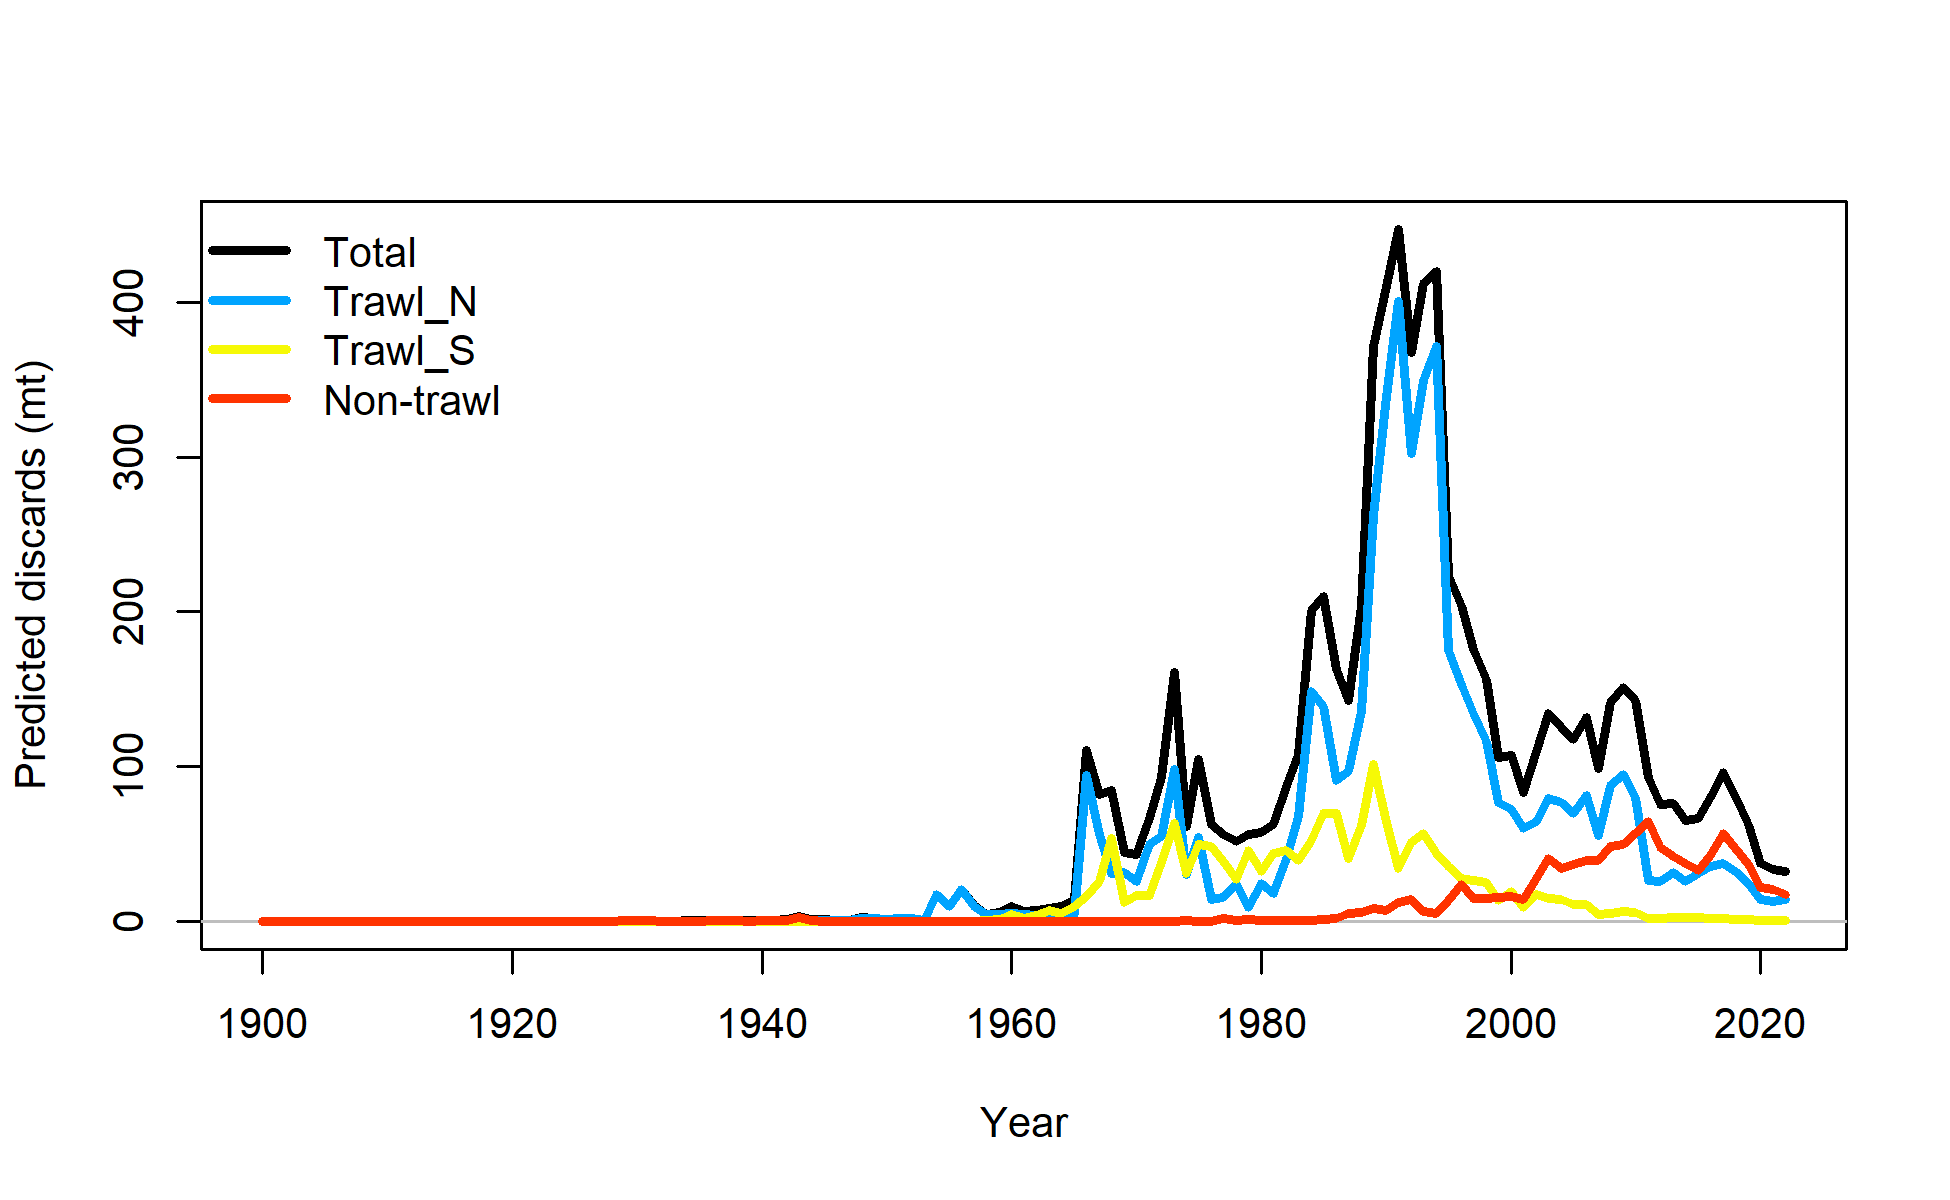 Total
Trawl_N
Trawl_S
Non-trawl
Predicted discards (mt)
400
300
200
100
0
1900 1920 1940 1960 1980 2000 2020
Year